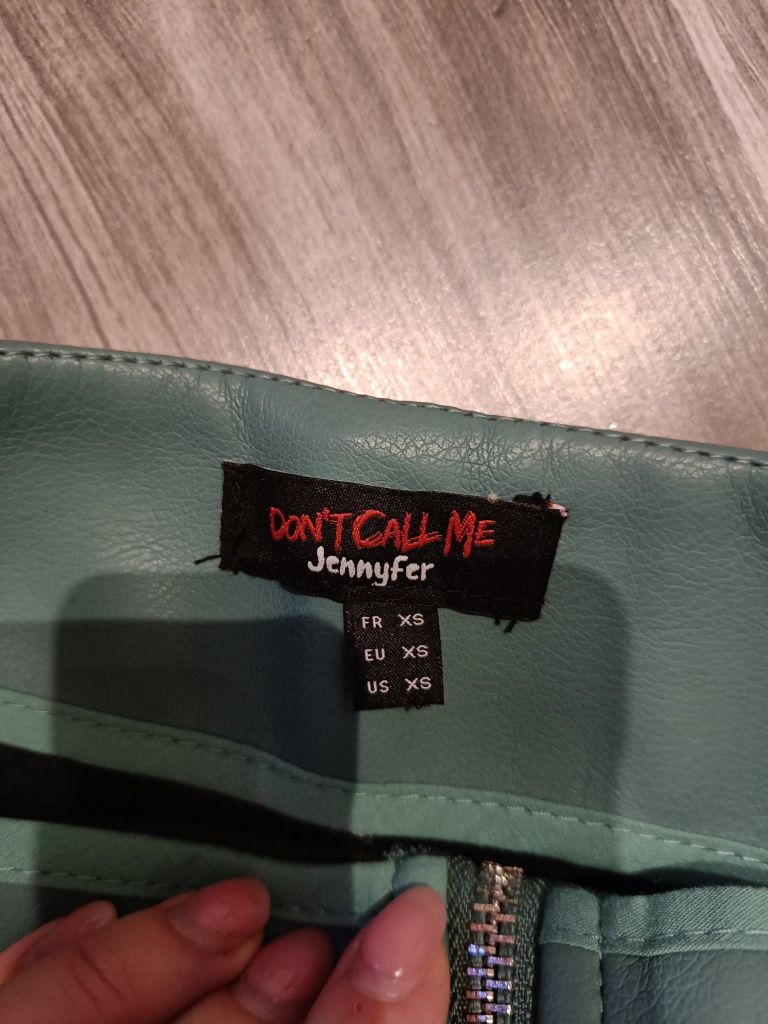 DON'T CALL ME
Jennyfer
FR XS
EU XS
US XS